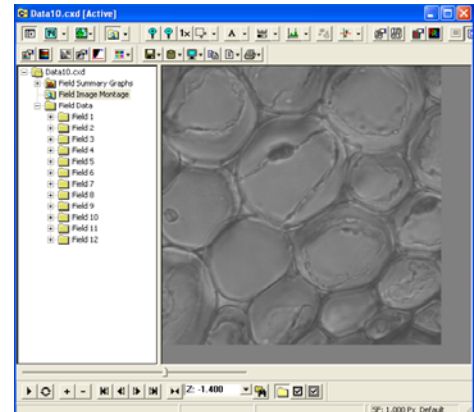 Data10.cxd [Active]
1x
A
Data10.cxd
Field Summary Graphs
Field Image Montage
Field Data
Field 1
Field 2
Field 3
Field 4
Field 5
Field 6
Field 7
Field 8
Field 9
Field 10
Field 11
Field 12
Z: -1.400
SF: 1.000 Px Default